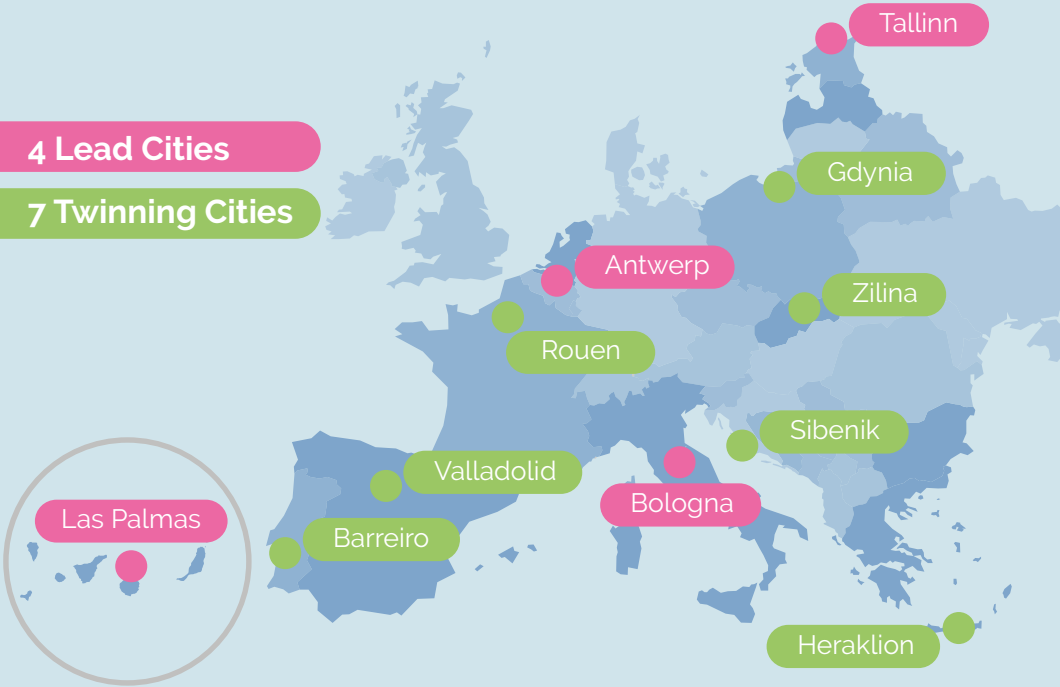 Tallinn
4 Lead Cities
Gdynia
7 Twinning Cities
Antwerp
Zilina
Rouen
Sibenik
Valladolid
Bologna
Las Palmas
Barreiro
Heraklion